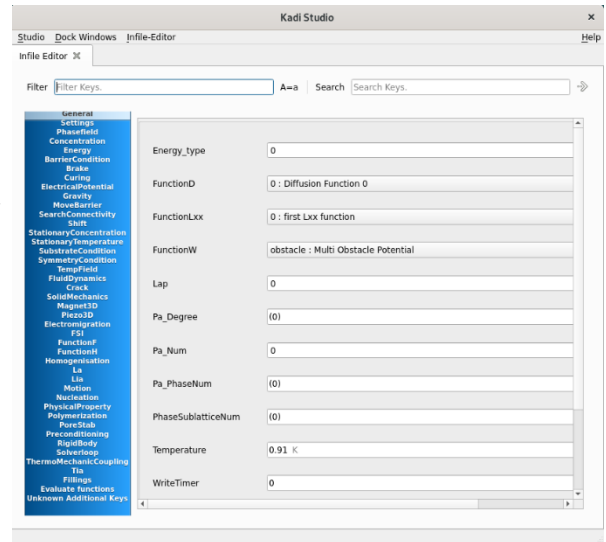 Kadi Studio ×
Studio Dock Windows Infile-Editor Help
Infile Editor
Filter Filter Keys. A=a Search Search Keys.
General
Settings
Phasefield
Concentration
Energy
BarrierCondition
Brake
Curing
ElectricalPotential
Gravity
MoveBarrier
SearchConnectivity
Shift
StationaryConcentration
StationaryTemperature
SubstrateCondition
SymmetryCondition
TempField
FluidDynamics
Crack
SolidMechanics
Magnet3D
Piezo3D
Electromigration
FSI
FunctionF
FunctionH
Homogenisation
La
Lia
Motion
Nucleation
PhysicalProperty
Polymerization
PoreStab
Preconditioning
RigidBody
Solverloop
ThermoMechanicCoupling
Tla
Fillings
Evaluate functions
Unknown Additional Keys
Energy_type 0
FunctionD 0 : Diffusion Function 0
FunctionLxx 0 : first Lxx function
FunctionW obstacle : Multi Obstacle Potential
Lap 0
Pa_Degree (0)
Pa_Num 0
Pa_PhaseNum (0)
PhaseSublatticeNum (0)
Temperature 0.91 K
WriteTimer 0